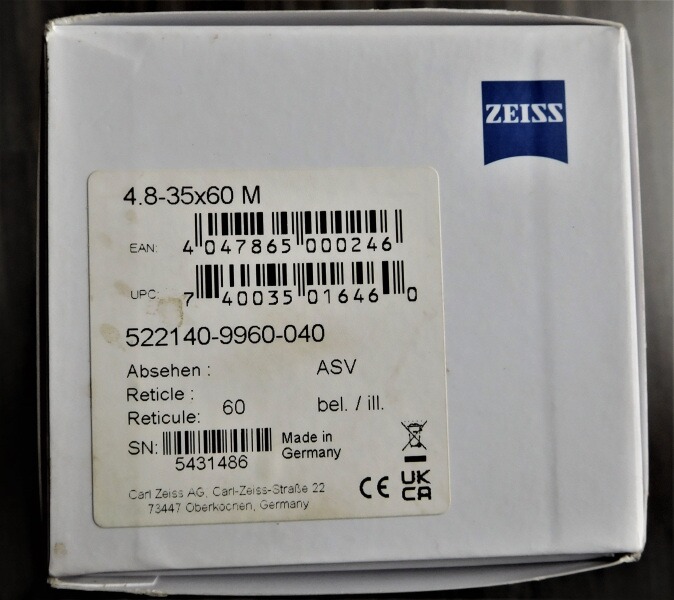 ZEISS
4.8-35x60 M
EAN: 4 047865 000246
UPC: 7 40035 01646 0
522140-9960-040
Absehen : ASV
Reticle :
Reticule: 60 bel. / ill.
SN:
5431486
Made in
Germany
Carl Zeiss AG, Carl-Zeiss-Straße 22
73447 Oberkochen, Germany
CE UK
CA